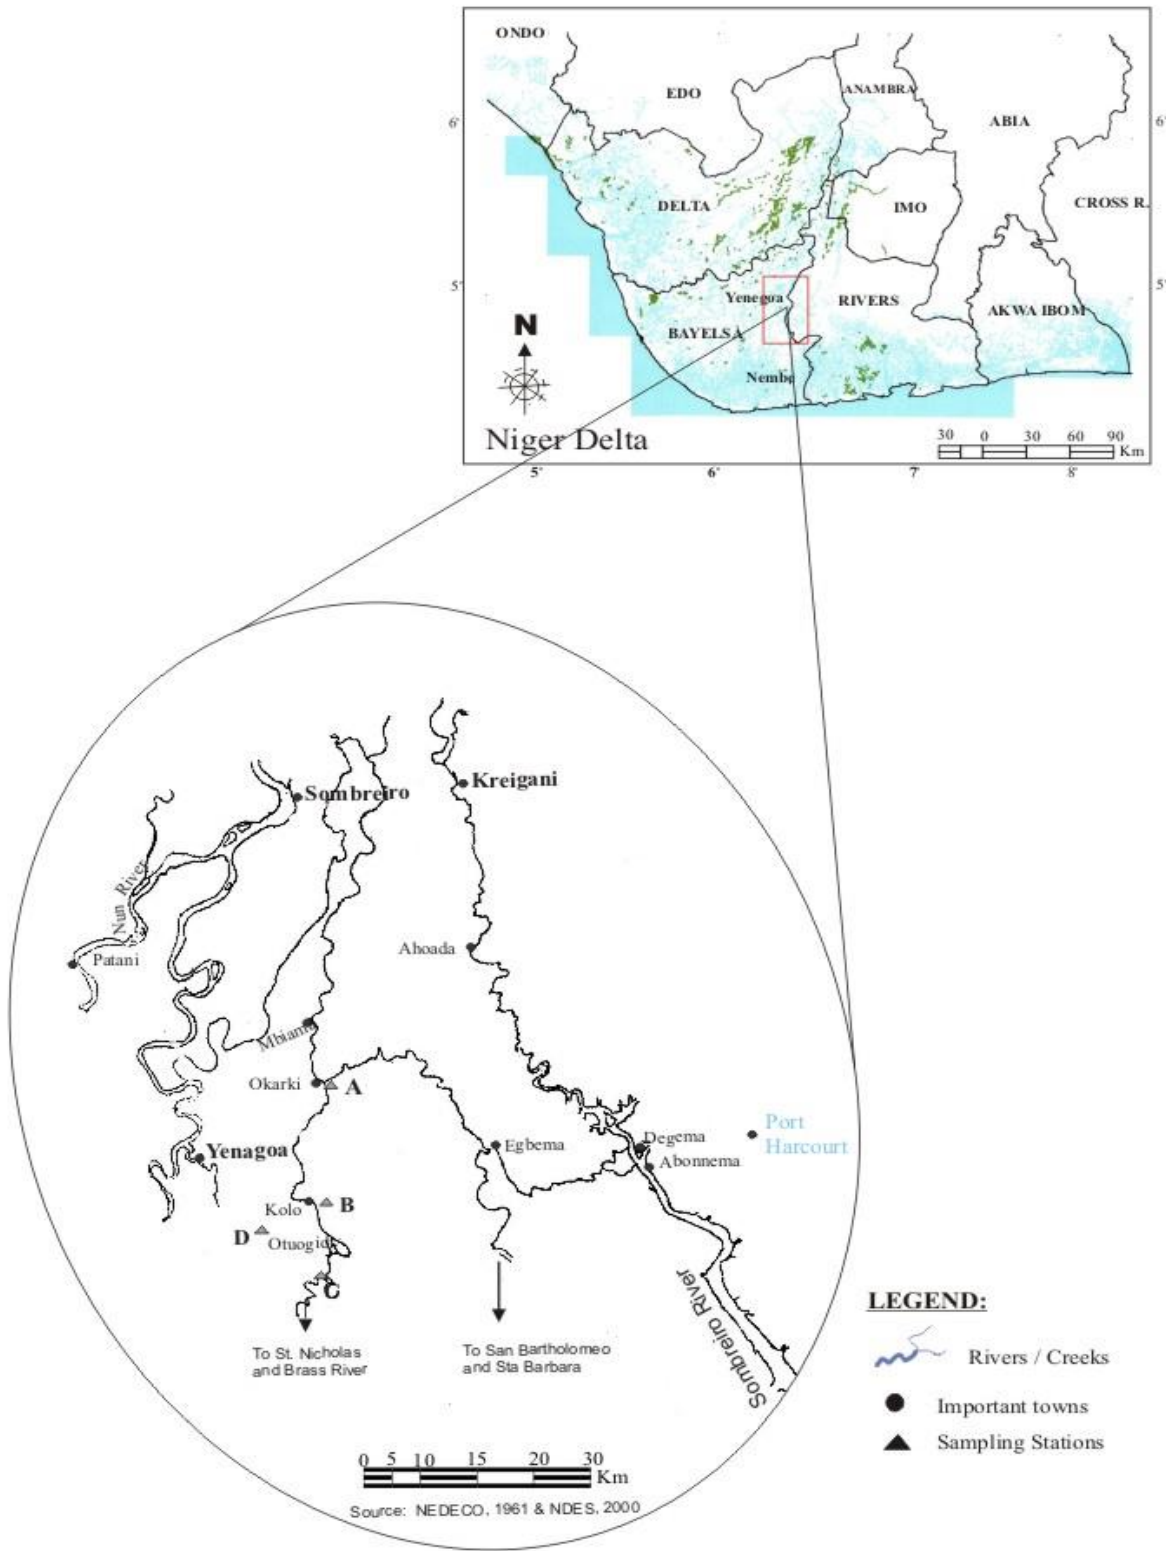 ONDO
EDO
ANAMBRA
ABIA
6'
6'
DELTA
IMO
CROSS R.
5'
5'
Yenegoa
RIVERS
AKWA IBOM
BAYELSA
N
Nembe
Niger Delta
30 0 30 60 90
Km
5'
6'
7'
8'
Kreigani
Sombreiro
Nun River
Patani
Ahoada
Mbiama
Okarki
A
Port
Harcourt
Degema
Egbema
Yenagoa
Abonnema
Kolo
B
D
Otuogidi
C
Sombreiro River
To St. Nicholas
and Brass River
To San Bartholomeo
and Sta Barbara
LEGEND:
Rivers / Creeks
Important towns
Sampling Stations
0 5 10 15 20 30
Km
Source: NEDECO, 1961 & NDES, 2000